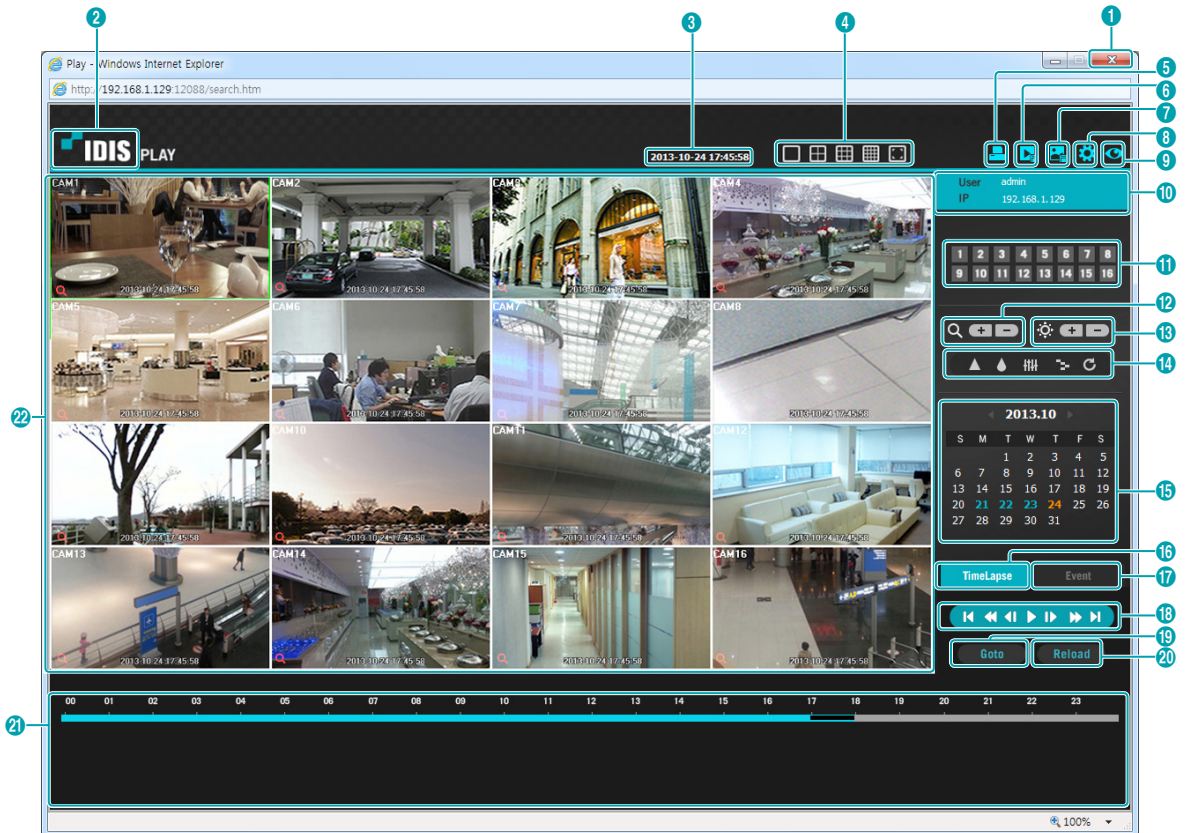 2
3
4
1
Play - Windows Internet Explorer
http://192.168.1.129:12088/search.htm
5
6
7
8
9
IDIS PLAY
2013-10-24 17:45:58
User admin
IP 192.168.1.129
10
CAM1
CAM2
CAM3
CAM4
2013-10-24 17:45:58
2013-10-24 17:45:58
2013-10-24 17:45:58
2013-10-24 17:45:58
1 2 3 4 5 6 7 8
9 10 11 12 13 14 15 16
11
12
13
14
CAM5
CAM6
CAM7
CAM8
2013-10-24 17:45:58
2013-10-24 17:45:58
2013-10-24 17:45:58
2013-10-24 17:45:58
22
2013.10
S M T W T F S
1 2 3 4 5
6 7 8 9 10 11 12
13 14 15 16 17 18 19
20 21 22 23 24 25 26
27 28 29 30 31
15
CAM10
CAM11
CAM12
2013-10-24 17:45:58
2013-10-24 17:45:58
2013-10-24 17:45:58
2013-10-24 17:45:58
CAM13
CAM14
CAM15
CAM16
2013-10-24 17:45:58
2013-10-24 17:45:58
2013-10-24 17:45:58
2013-10-24 17:45:58
16
TimeLapse
Event
17
18
19
Goto
Reload
20
00 01 02 03 04 05 06 07 08 09 10 11 12 13 14 15 16 17 18 19 20 21 22 23
21
100%